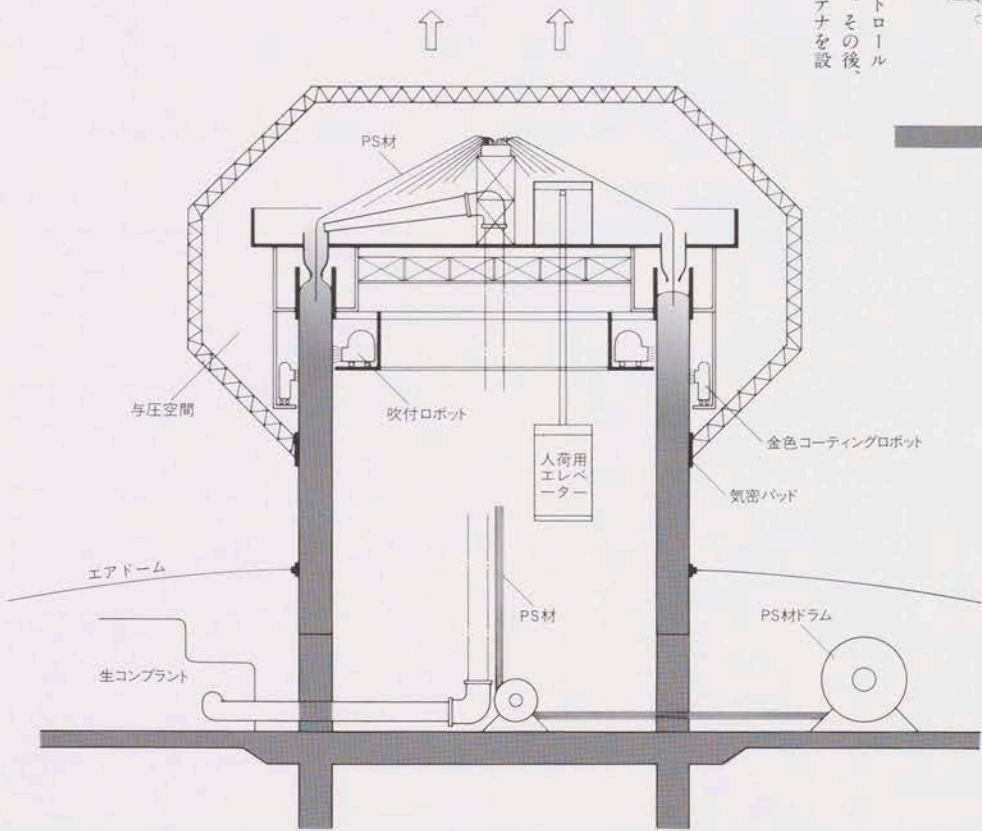 トロール
。その後、
テナを設
PS材
与圧空間
吹付ロボット
人荷用
エレベ
ーター
金色コーティングロボット
気密パッド
エアドーム
PS材
PS材ドラム
生コンプラント